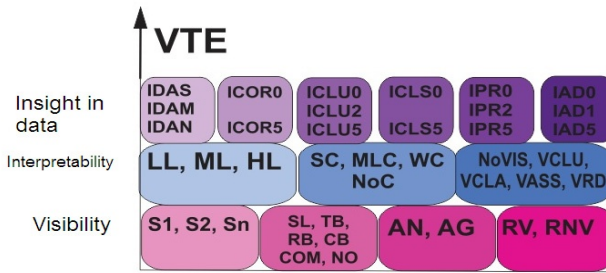 VTE
Insight in data
IDAS
IDAM
IDAN
ICOR0
ICOR5
ICLU0
ICLU2
ICLU5
ICLS0
ICLS5
IPR0
IPR2
IPR5
IAD0
IAD1
IAD5
Interpretability
LL, ML, HL
SC, MLC, WC
NoC
NoVIS, VCLU,
VCLA, VASS, VRD
Visibility
S1, S2, Sn
SL, TB,
RB, CB
COM, NO
AN, AG
RV, RNV